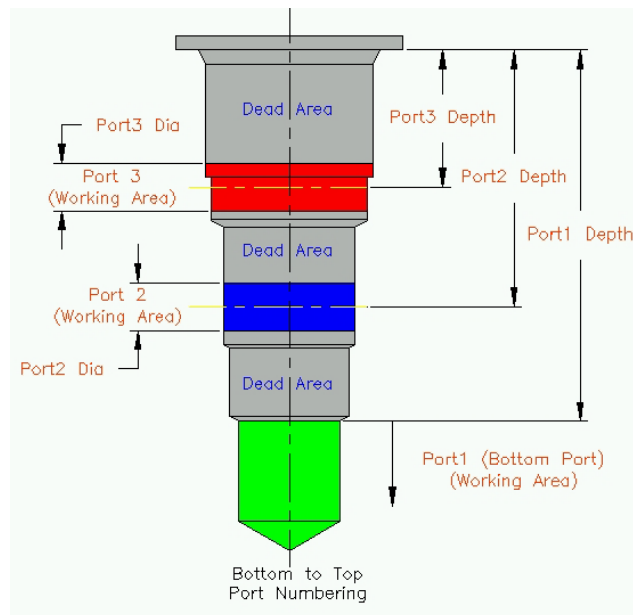 Dead Area
Port3 Dia
Port3 Depth
Port 3
(Working Area)
Port2 Depth
Port1 Depth
Dead Area
Port 2
(Working Area)
Port2 Dia
Dead Area
Port1 (Bottom Port)
(Working Area)
Bottom to Top
Port Numbering